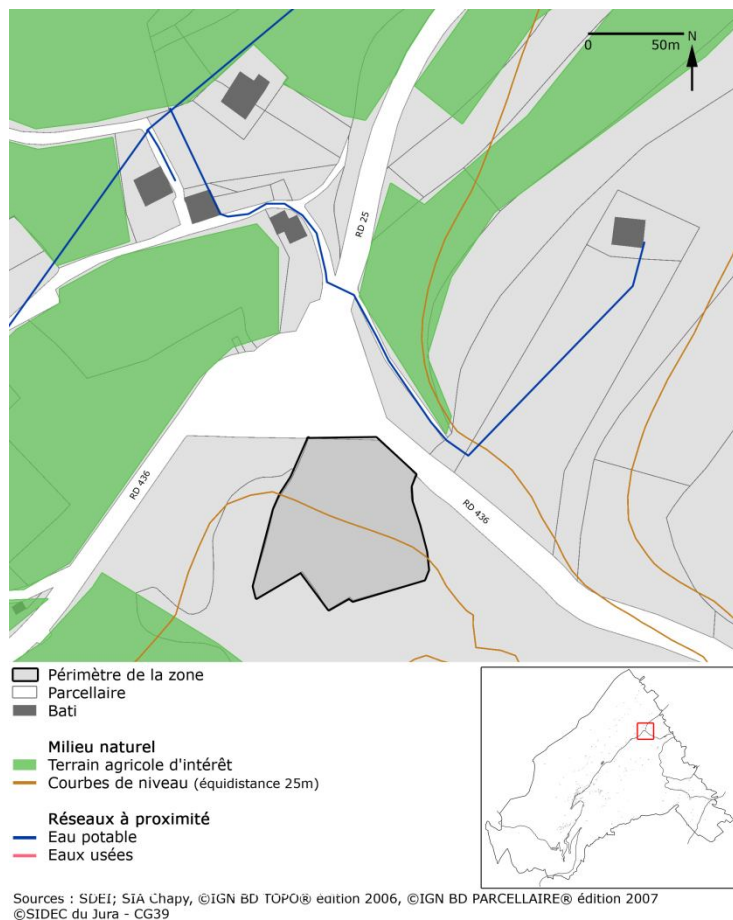 N
0 50m
RD 25
RD 436
RD 436
Périmètre de la zone
Parcellaire
Bati
Milieu naturel
Terrain agricole d'intérêt
Courbes de niveau (équidistance 25m)
Réseaux à proximité
Eau potable
Eaux usées
Sources : SDEI; SIA Chapy, ©IGN BD TOPO® édition 2006, ©IGN BD PARCELLAIRE® édition 2007
©SIDEC du Jura - CG39